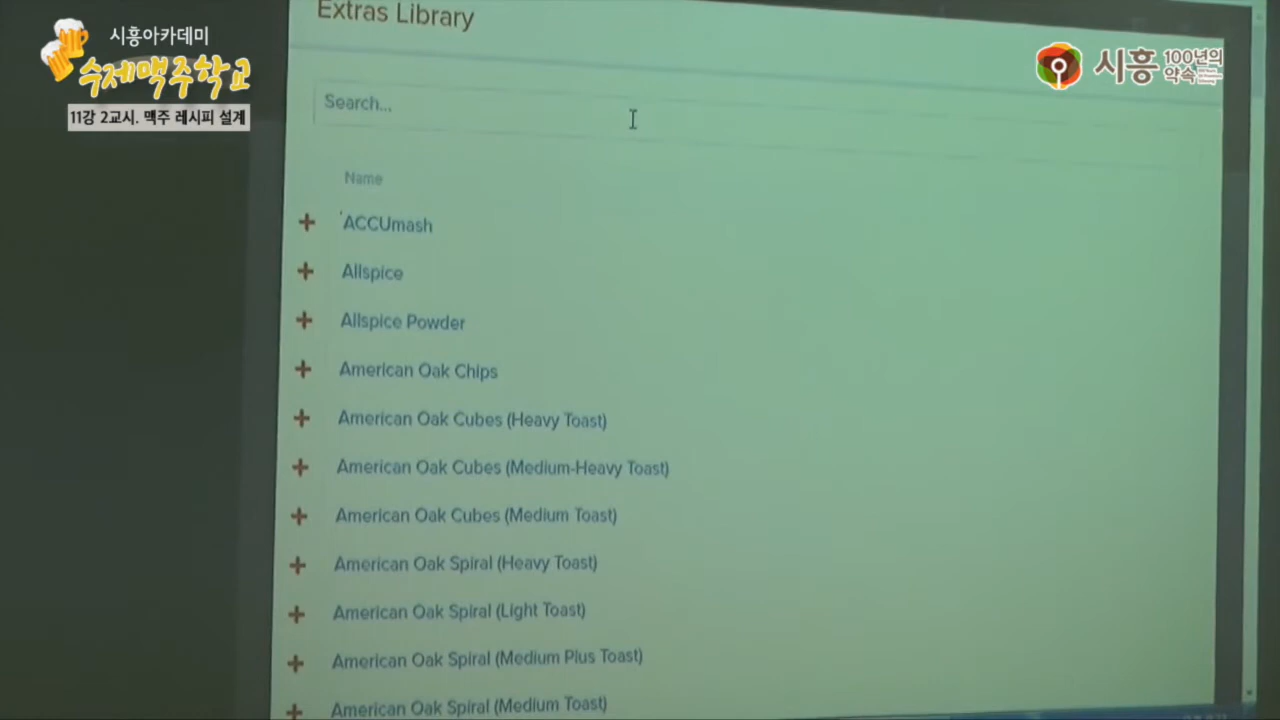 Extras Library
시흥아카데미
수제맥주학교
11강 2교시. 맥주 레시피 설계
시흥 100년의
약속
Search...
Name
ACCUmash
Allspice
Allspice Powder
American Oak Chips
American Oak Cubes (Heavy Toast)
American Oak Cubes (Medium-Heavy Toast)
American Oak Cubes (Medium Toast)
American Oak Spiral (Heavy Toast)
American Oak Spiral (Light Toast)
American Oak Spiral (Medium Plus Toast)
American Oak Spiral (Medium Toast)